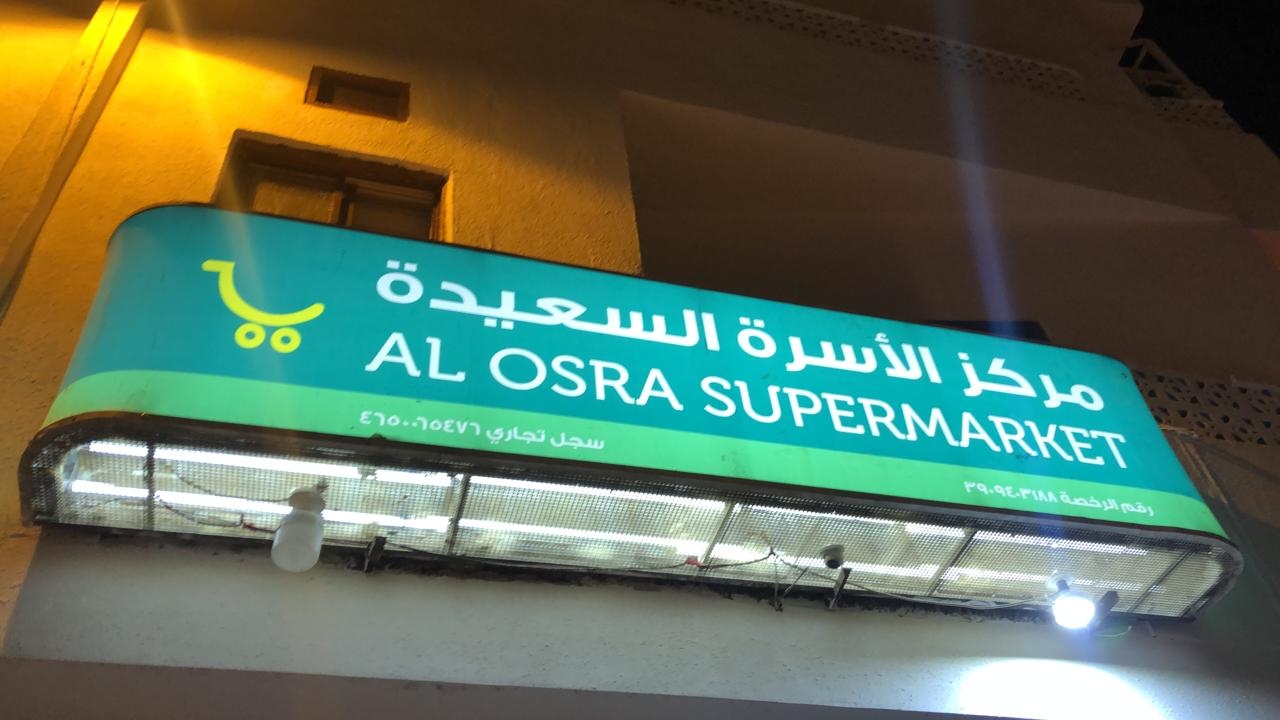 مركز الأسرة السعيدة
AL OSRA SUPERMARKET
سجل تجاري ٤٦٥٠٠٦٥٤٧٦
رقم الرخصة ٣٩٠٩٤٠٣١٨٨